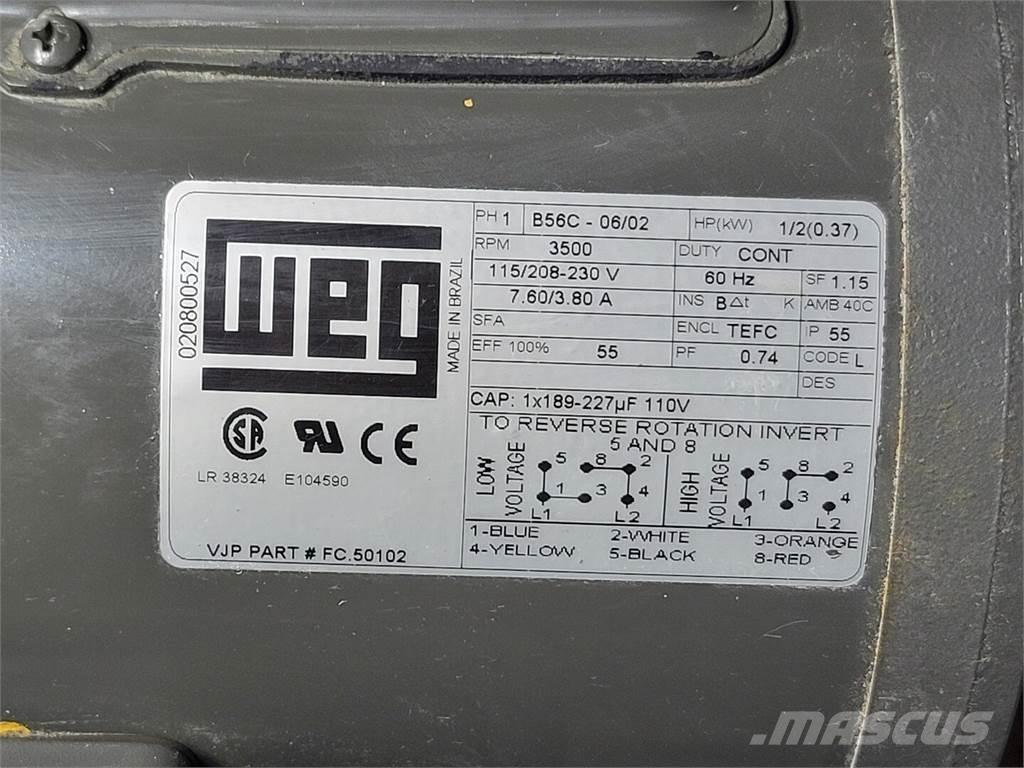 020800527
WEG
MADE IN BRAZIL
LR 38324 E104590
VJP PART # FC.50102
PH 1 B56C - 06/02 HP(kW) 1/2(0.37)
RPM 3500 DUTY CONT
115/208-230 V 60 Hz SF 1.15
7.60/3.80 A INS B Δt K AMB 40C
SFA ENCL TEFC IP 55
EFF 100% 55 PF 0.74 CODE L
DES
CAP: 1x189-227µF 110V
TO REVERSE ROTATION INVERT
5 AND 8
LOW VOLTAGE 5 8 2 1 3 4 L1 L2
HIGH VOLTAGE 5 8 2 1 3 4 L1 L2
1-BLUE 2-WHITE 3-ORANGE
4-YELLOW 5-BLACK 8-RED
MASCUS